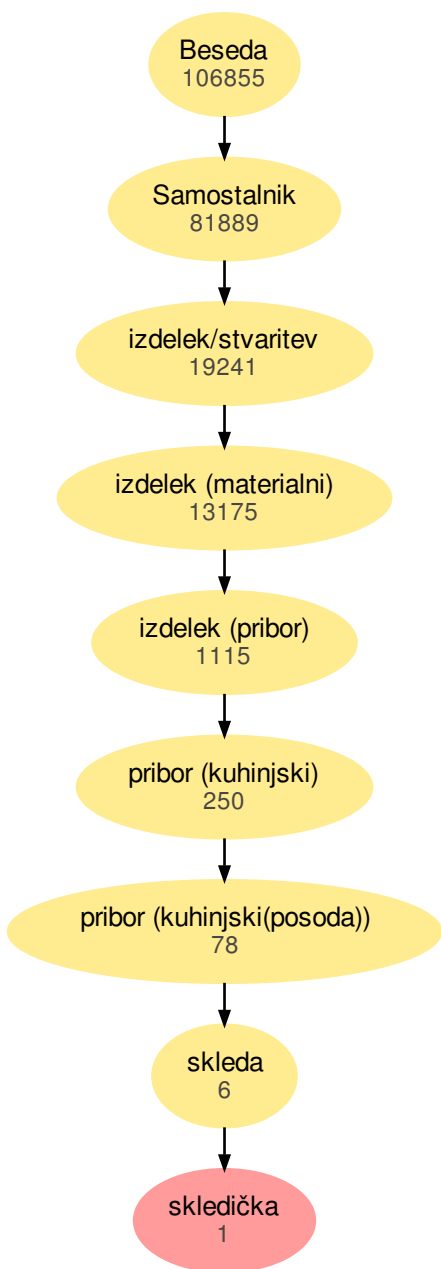 Beseda
106855
Samostalnik
81889
izdelek/stvaritev
19241
izdelek (materialni)
13175
izdelek (pribor)
1115
pribor (kuhinjski)
250
pribor (kuhinjski(posoda))
78
skleda
6
skledička
1